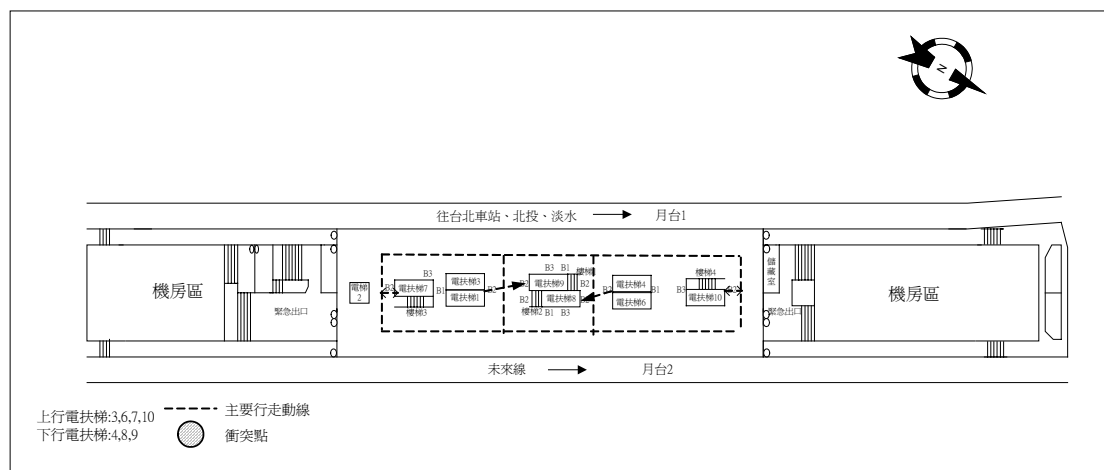 N
往台北車站、北投、淡水
月台1
機房區
緊急出口
電梯
2
B2
B3
電扶梯7
樓梯3
B1
電扶梯3
電扶梯1
B2
B3 B1
樓梯
B2
電扶梯9
電扶梯8
B2
樓梯2
B1 B3
B2
電扶梯4
電扶梯6
B1
樓梯4
B3
電扶梯10
B2
儲藏室
緊急出口
機房區
未來線
月台2
上行電扶梯:3,6,7,10
下行電扶梯:4,8,9
主要行走動線
衝突點